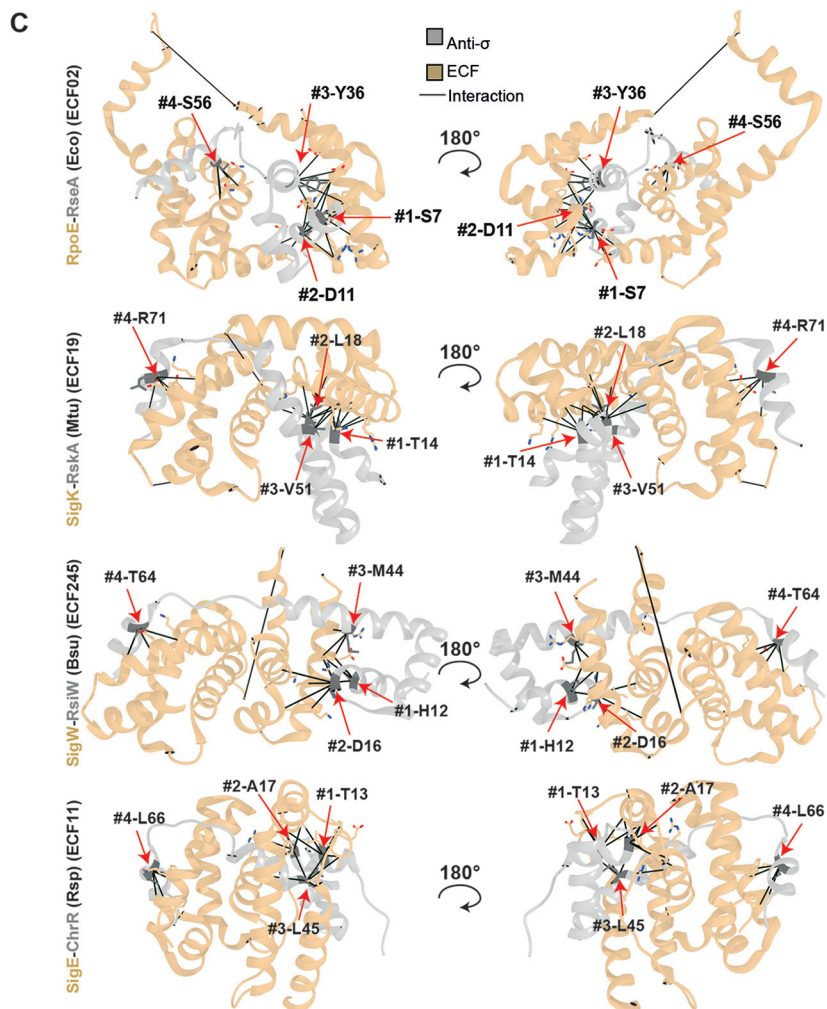 C
Anti-σ
ECF
Interaction
RpoE-RseA (Eco) (ECF02)
#4-S56
#3-Y36
#1-S7
#2-D11
180°
#3-Y36
#4-S56
#2-D11
#1-S7
SigK-RskA (Mtu) (ECF19)
#4-R71
#2-L18
#1-T14
#3-V51
180°
#2-L18
#4-R71
#1-T14
#3-V51
SigW-RsiW (Bsu) (ECF245)
#4-T64
#3-M44
#1-H12
#2-D16
180°
#3-M44
#4-T64
#1-H12
#2-D16
SigE-ChrR (Rsp) (ECF11)
#4-L66
#2-A17
#1-T13
#3-L45
180°
#1-T13
#2-A17
#4-L66
#3-L45